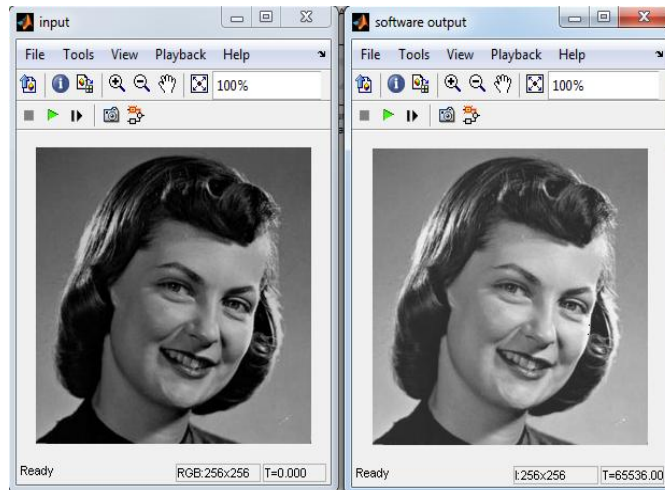 input
File Tools View Playback Help
100%
Ready RGB:256x256 T=0.000
software output
File Tools View Playback Help
100%
Ready I:256x256 T=65536.00